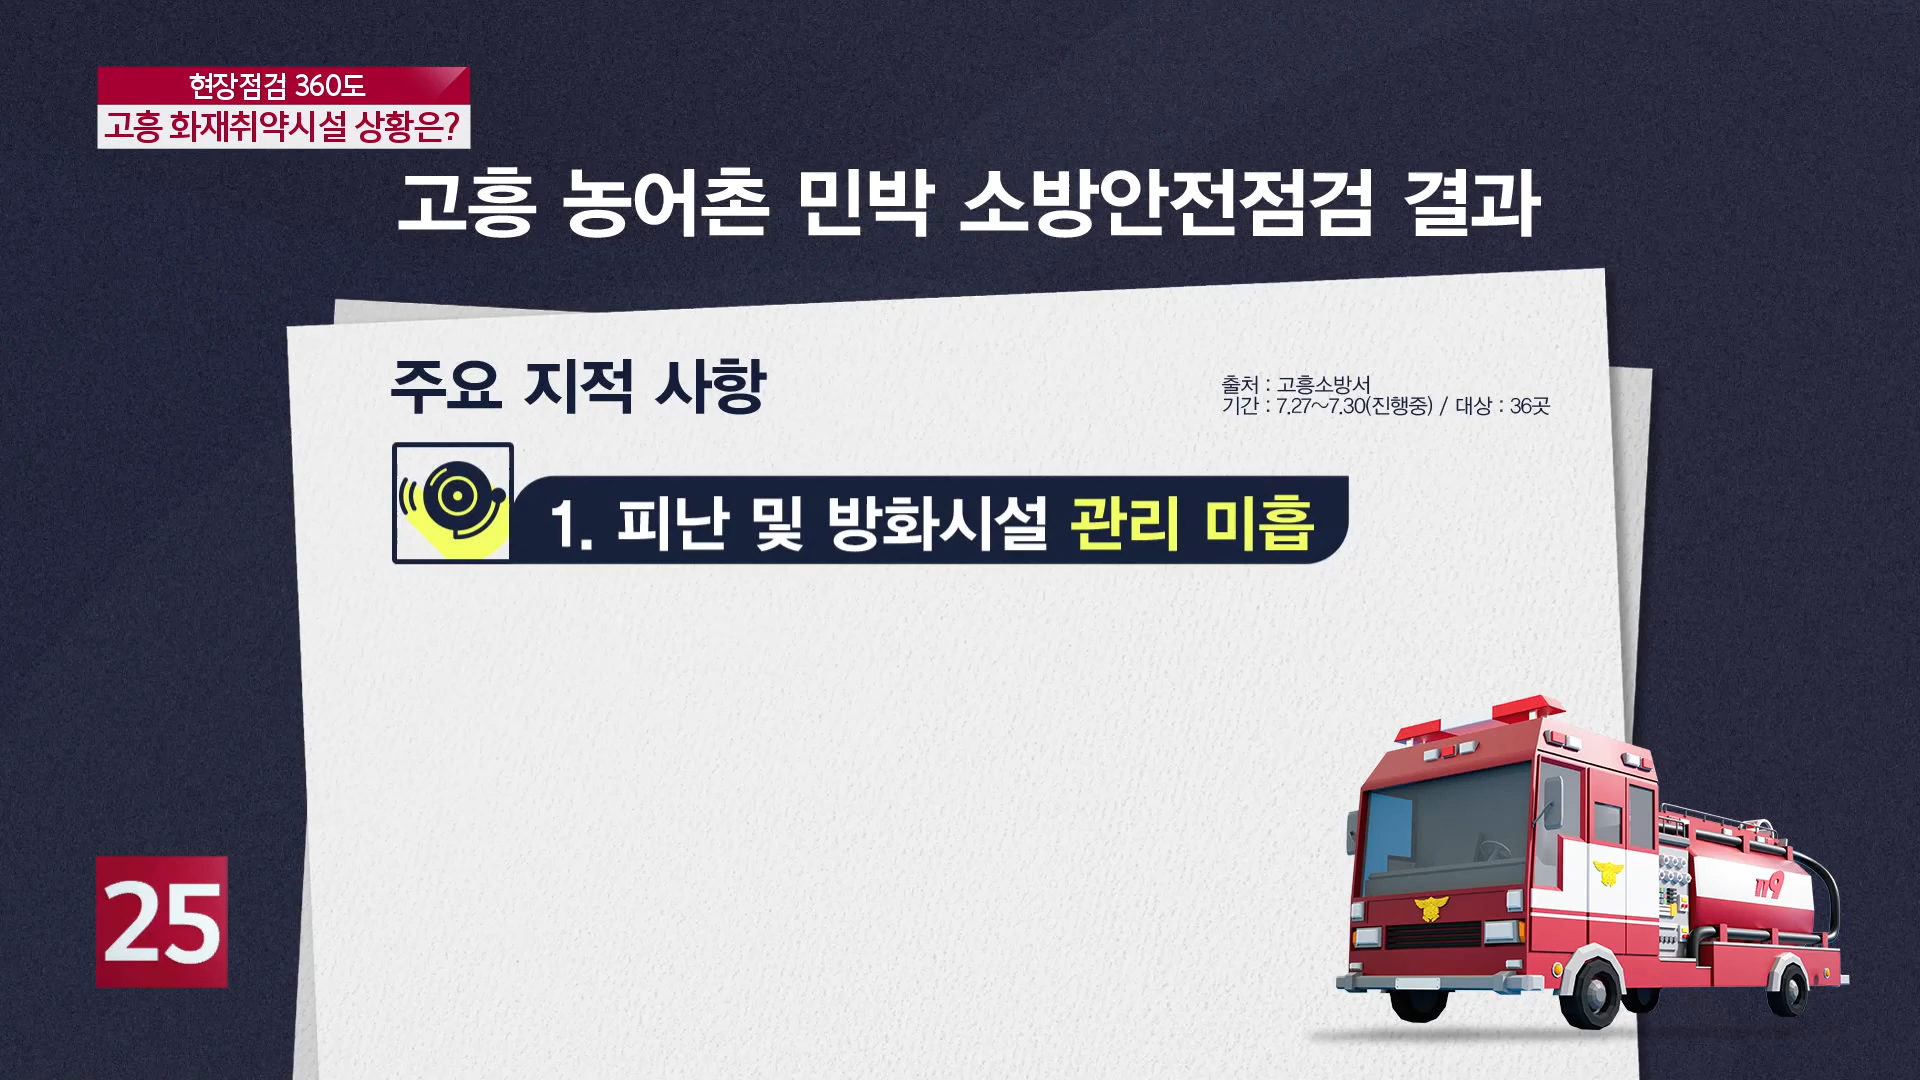 현장점검 360도
고흥 화재취약시설 상황은?
고흥 농어촌 민박 소방안전점검 결과
주요 지적 사항
출처 : 고흥소방서
기간 : 7.27~7.30(진행중) / 대상 : 36곳
1. 피난 및 방화시설 관리 미흡
119
25